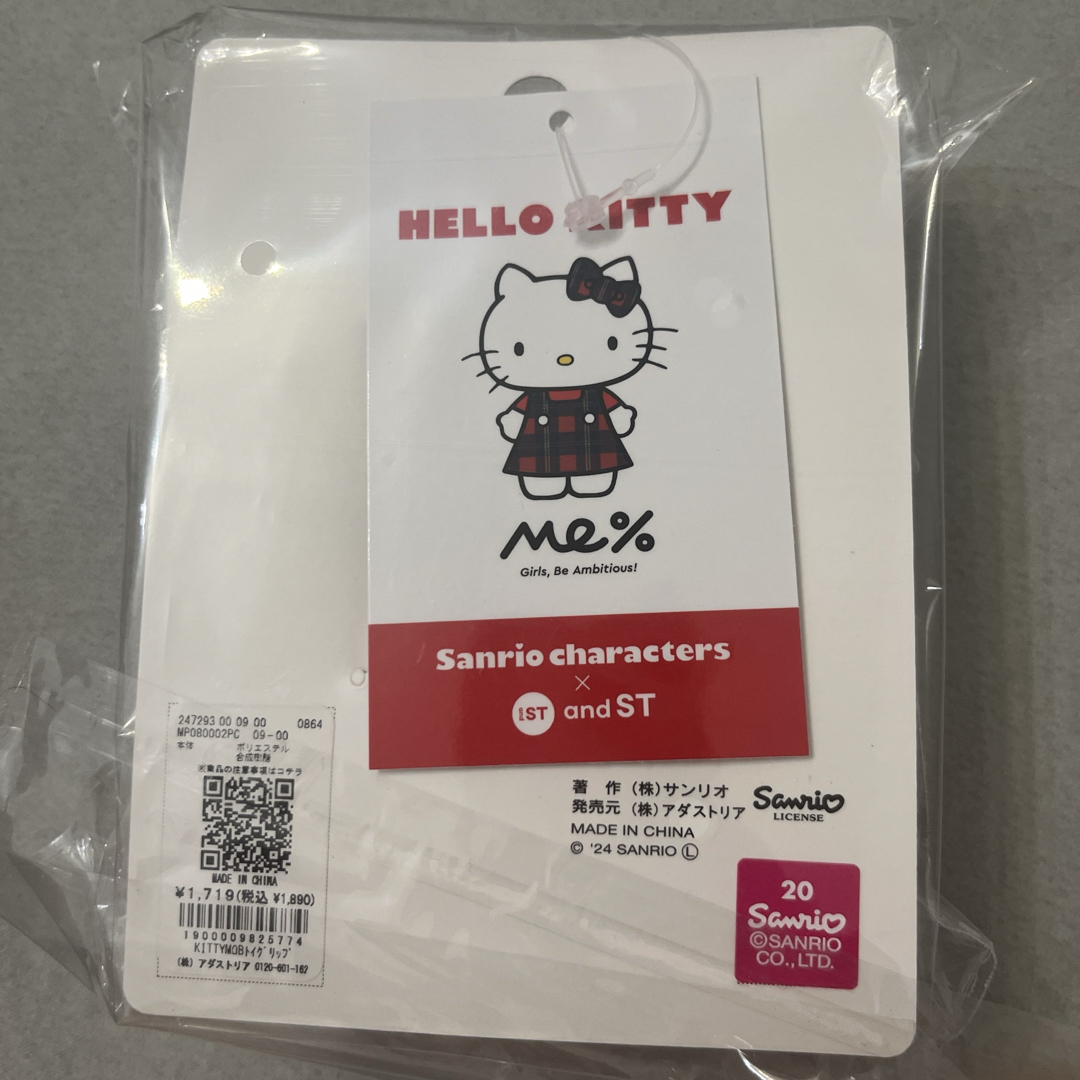 HELLO KITTY
me%
Girls, Be Ambitious!
Sanrio characters
×
ST and ST
247293 00 09 00 0864
MP080002PC 09-00
本体 ポリエステル
合成樹脂
※商品の注意事項はコチラ
MADE IN CHINA
¥1,719(税込 ¥1,890)
1900009825774
KITTYMOBトイグリップ
(株) アダストリア 0120-601-162
著 作 (株)サンリオ
発売元 (株)アダストリア
MADE IN CHINA
© '24 SANRIO Ⓛ
Sanrio
LICENSE
20
Sanrio
©SANRIO
CO., LTD.